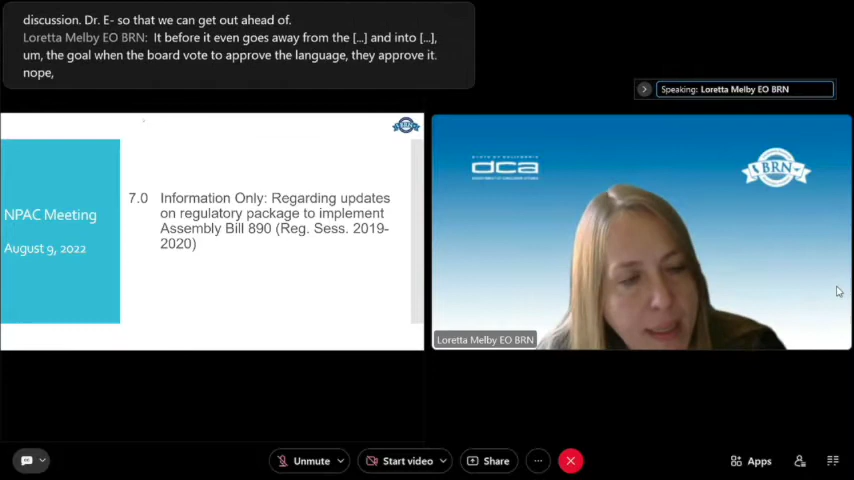 discussion. Dr. E- so that we can get out ahead of.
Loretta Melby EO BRN: It before it even goes away from the [...] and into [...],
um, the goal when the board vote to approve the language, they approve it.
nope,
Speaking: Loretta Melby EO BRN
NPAC Meeting
August 9, 2022
7.0 Information Only: Regarding updates
on regulatory package to implement
Assembly Bill 890 (Reg. Sess. 2019-
2020)
dca
BRN
Loretta Melby EO BRN
Unmute
Start video
Share
Apps